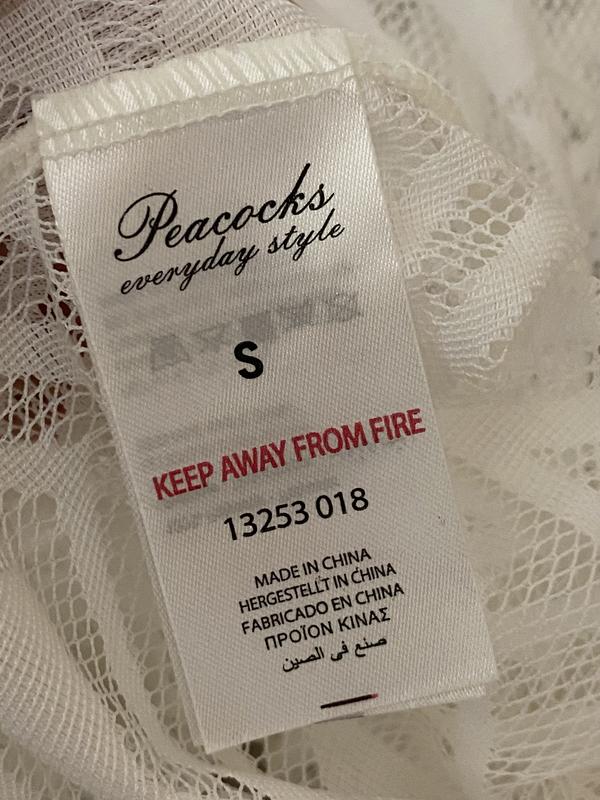 Peacocks
everyday style
S
KEEP AWAY FROM FIRE
13253 018
MADE IN CHINA
HERGESTELLT IN CHINA
FABRICADO EN CHINA
ΠΡΟΪΟΝ ΚΙΝΑΣ
صنع في الصين